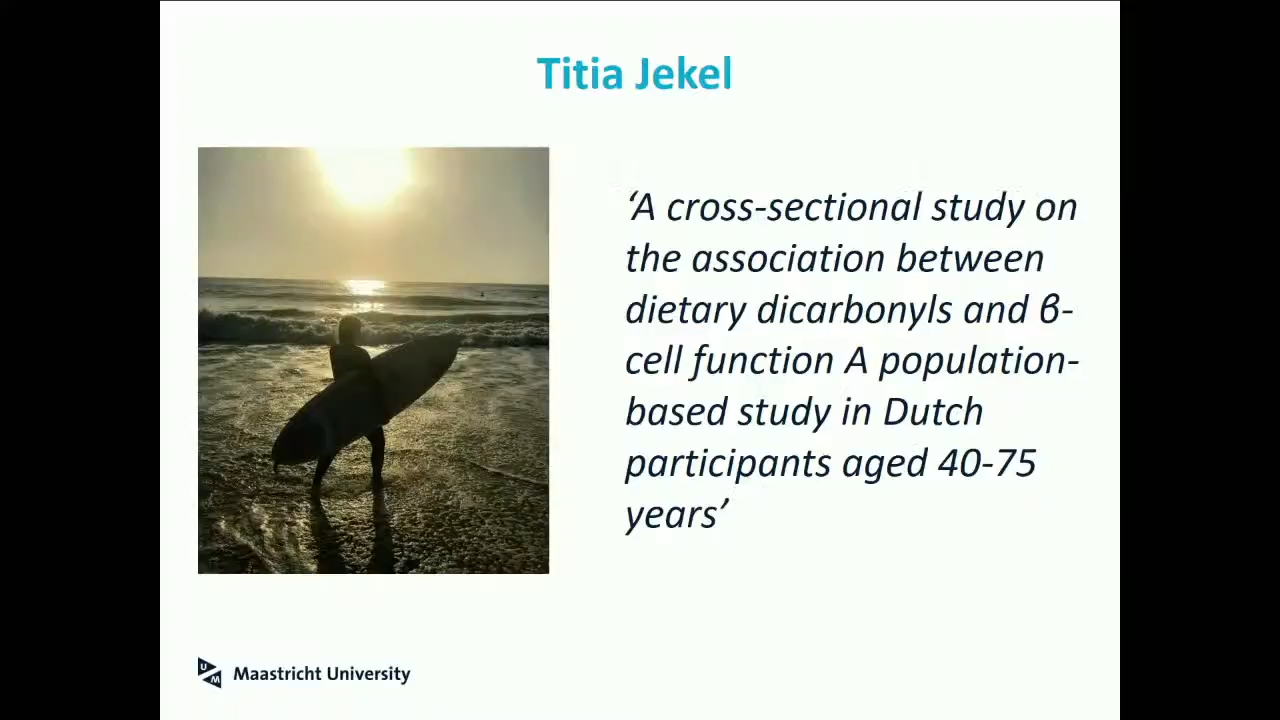 Titia Jekel
‘A cross-sectional study on
the association between
dietary dicarbonyls and β-
cell function A population-
based study in Dutch
participants aged 40-75
years’
UM
Maastricht University